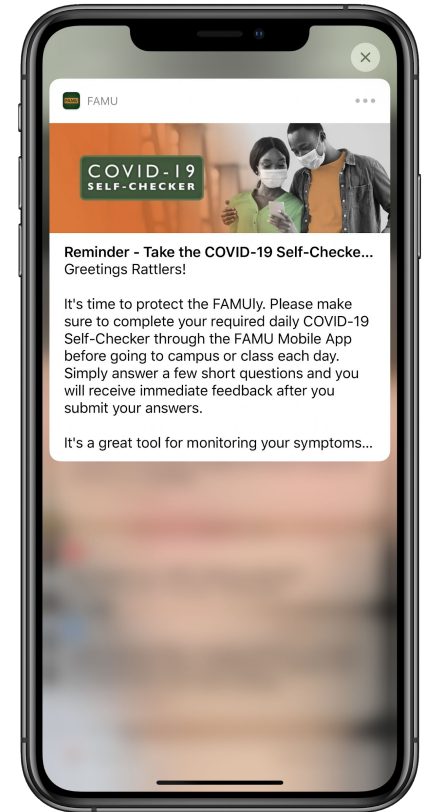 FAMU
FAMU
COVID-19
SELF-CHECKER
Reminder - Take the COVID-19 Self-Checke...
Greetings Rattlers!
It's time to protect the FAMUly. Please make
sure to complete your required daily COVID-19
Self-Checker through the FAMU Mobile App
before going to campus or class each day.
Simply answer a few short questions and you
will receive immediate feedback after you
submit your answers.
It's a great tool for monitoring your symptoms...